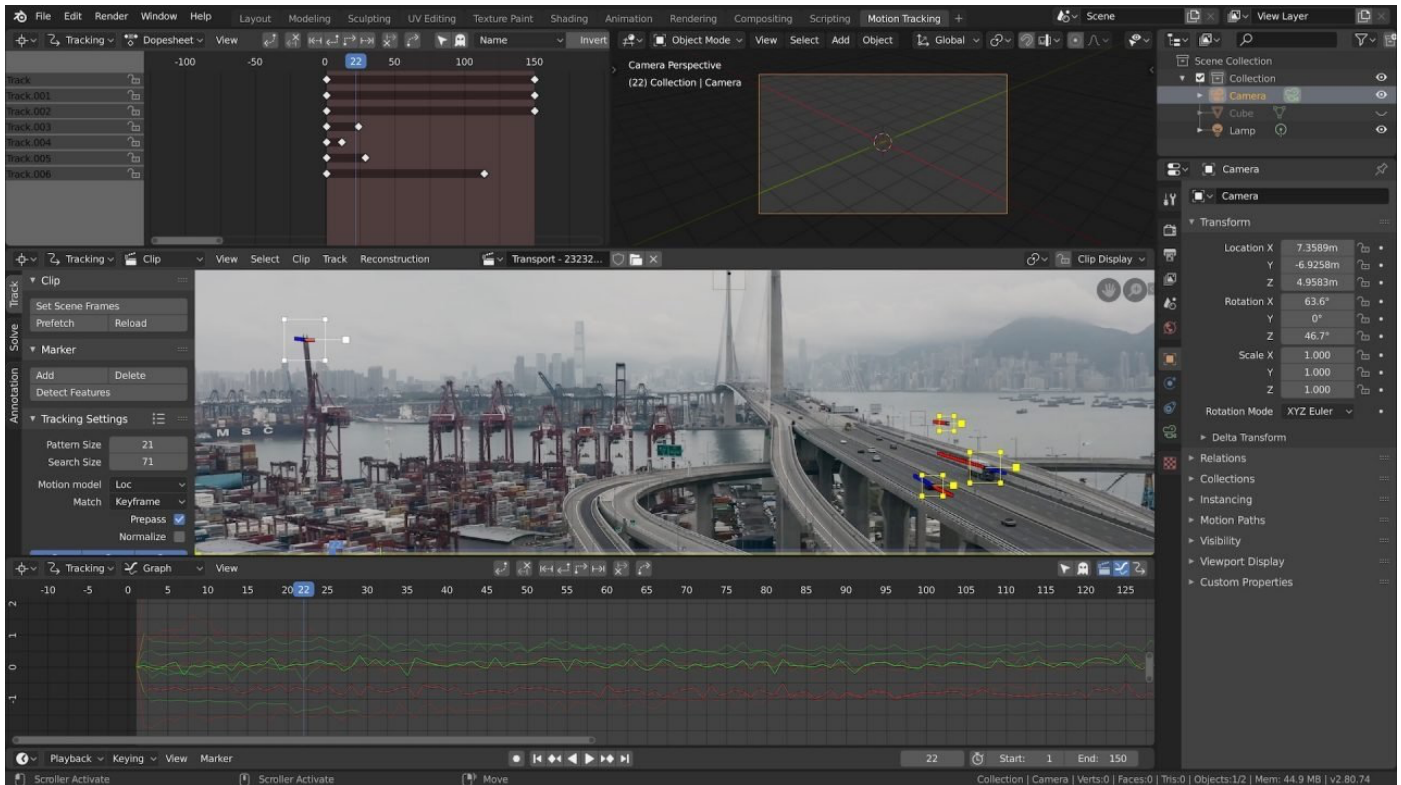 File Edit Render Window Help Layout Modeling Sculpting UV Editing Texture Paint Shading Animation Rendering Compositing Scripting Motion Tracking + Scene View Layer
Tracking Dopesheet View Name Invert
-100 -50 0 22 50 100 150
Track
Track.001
Track.002
Track.003
Track.004
Track.005
Track.006
Object Mode View Select Add Object Global
Camera Perspective
(22) Collection | Camera
Scene Collection
Collection
Camera
Cube
Lamp
Camera
Camera
Transform
Location X 7.3589m
Y -6.9258m
Z 4.9583m
Rotation X 63.6°
Y 0°
Z 46.7°
Scale X 1.000
Y 1.000
Z 1.000
Rotation Mode XYZ Euler
Delta Transform
Relations
Collections
Instancing
Motion Paths
Visibility
Viewport Display
Custom Properties
Tracking Clip View Select Clip Track Reconstruction Transport - 23232... Clip Display
Track
Solve
Annotation
Clip
Set Scene Frames
Prefetch Reload
Marker
Add Delete
Detect Features
Tracking Settings
Pattern Size 21
Search Size 71
Motion model Loc
Match Keyframe
Prepass
Normalize
M S C
Tracking Graph View
-10 -5 0 5 10 15 20 22 25 30 35 40 45 50 55 60 65 70 75 80 85 90 95 100 105 110 115 120 125
2
1
0
-1
Playback Keying View Marker 22 Start: 1 End: 150
Scroller Activate Scroller Activate Move Collection | Camera | Verts:0 | Faces:0 | Tris:0 | Objects:1/2 | Mem: 44.9 MB | v2.80.74